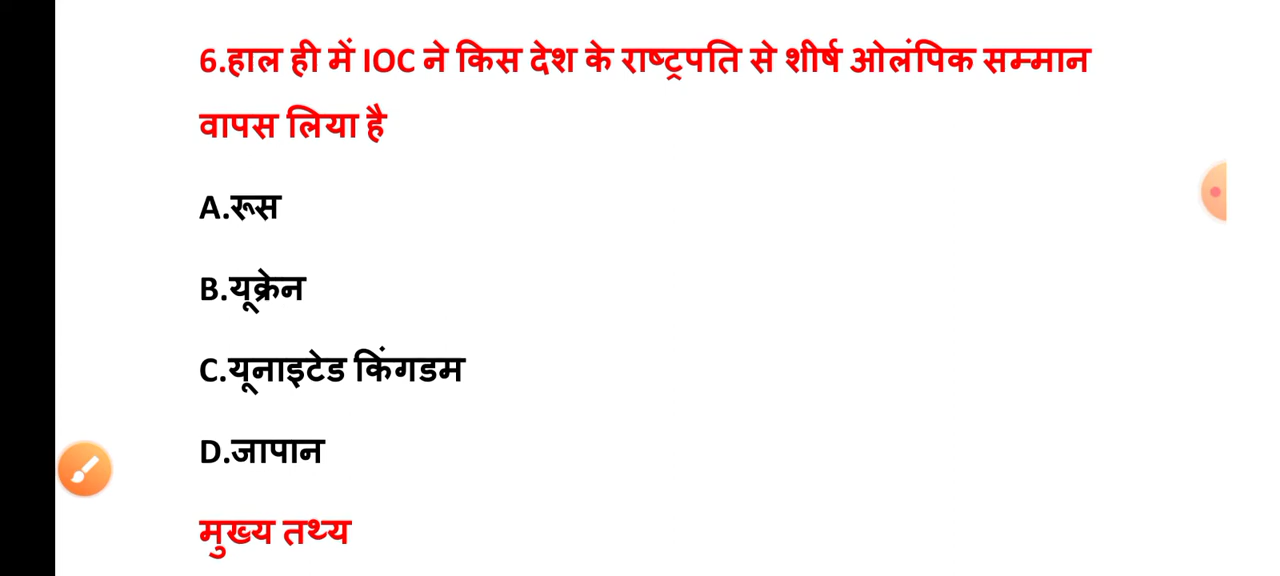 6.हाल ही में IOC ने किस देश के राष्ट्रपति से शीर्ष ओलंपिक सम्मान
वापस लिया है
A.रूस
B.यूक्रेन
C.यूनाइटेड किंगडम
D.जापान
मुख्य तथ्य